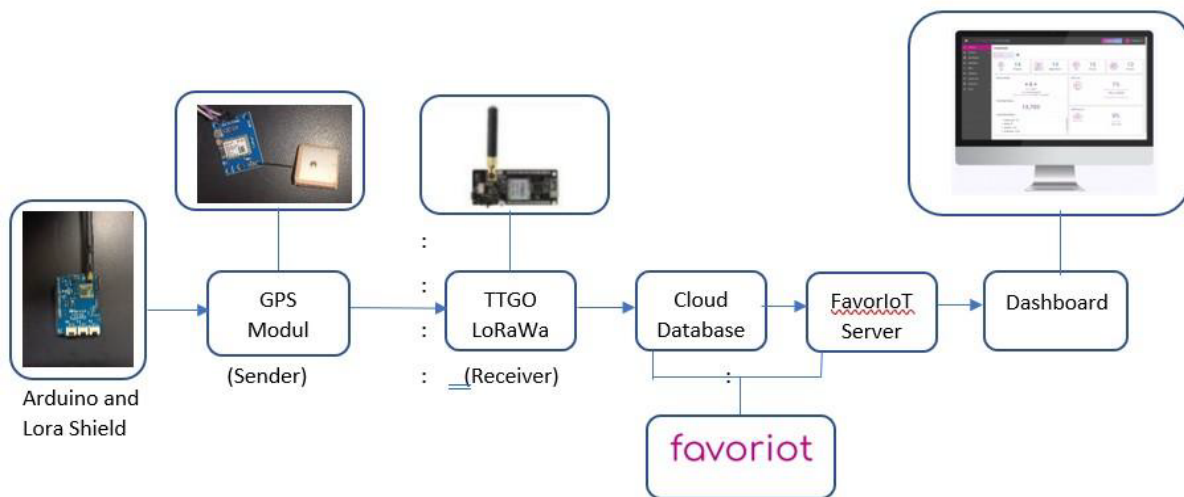 GPS
Modul
(Sender)
TTGO
LoRaWa
(Receiver)
Cloud
Database
FavorIoT
Server
Dashboard
Arduino and
Lora Shield
favoriot